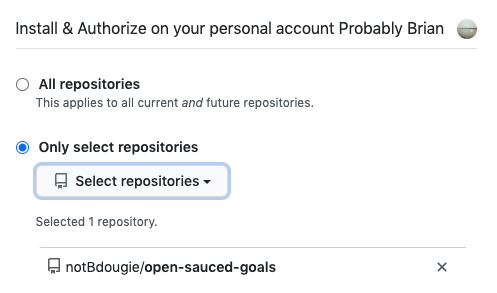 Install & Authorize on your personal account Probably Brian
All repositories
This applies to all current and future repositories.
Only select repositories
Select repositories
Selected 1 repository.
notBdougie/open-sauced-goals